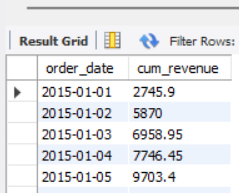 Result Grid Filter Rows:
order_date cum_revenue
2015-01-01 2745.9
2015-01-02 5870
2015-01-03 6958.95
2015-01-04 7746.45
2015-01-05 9703.4